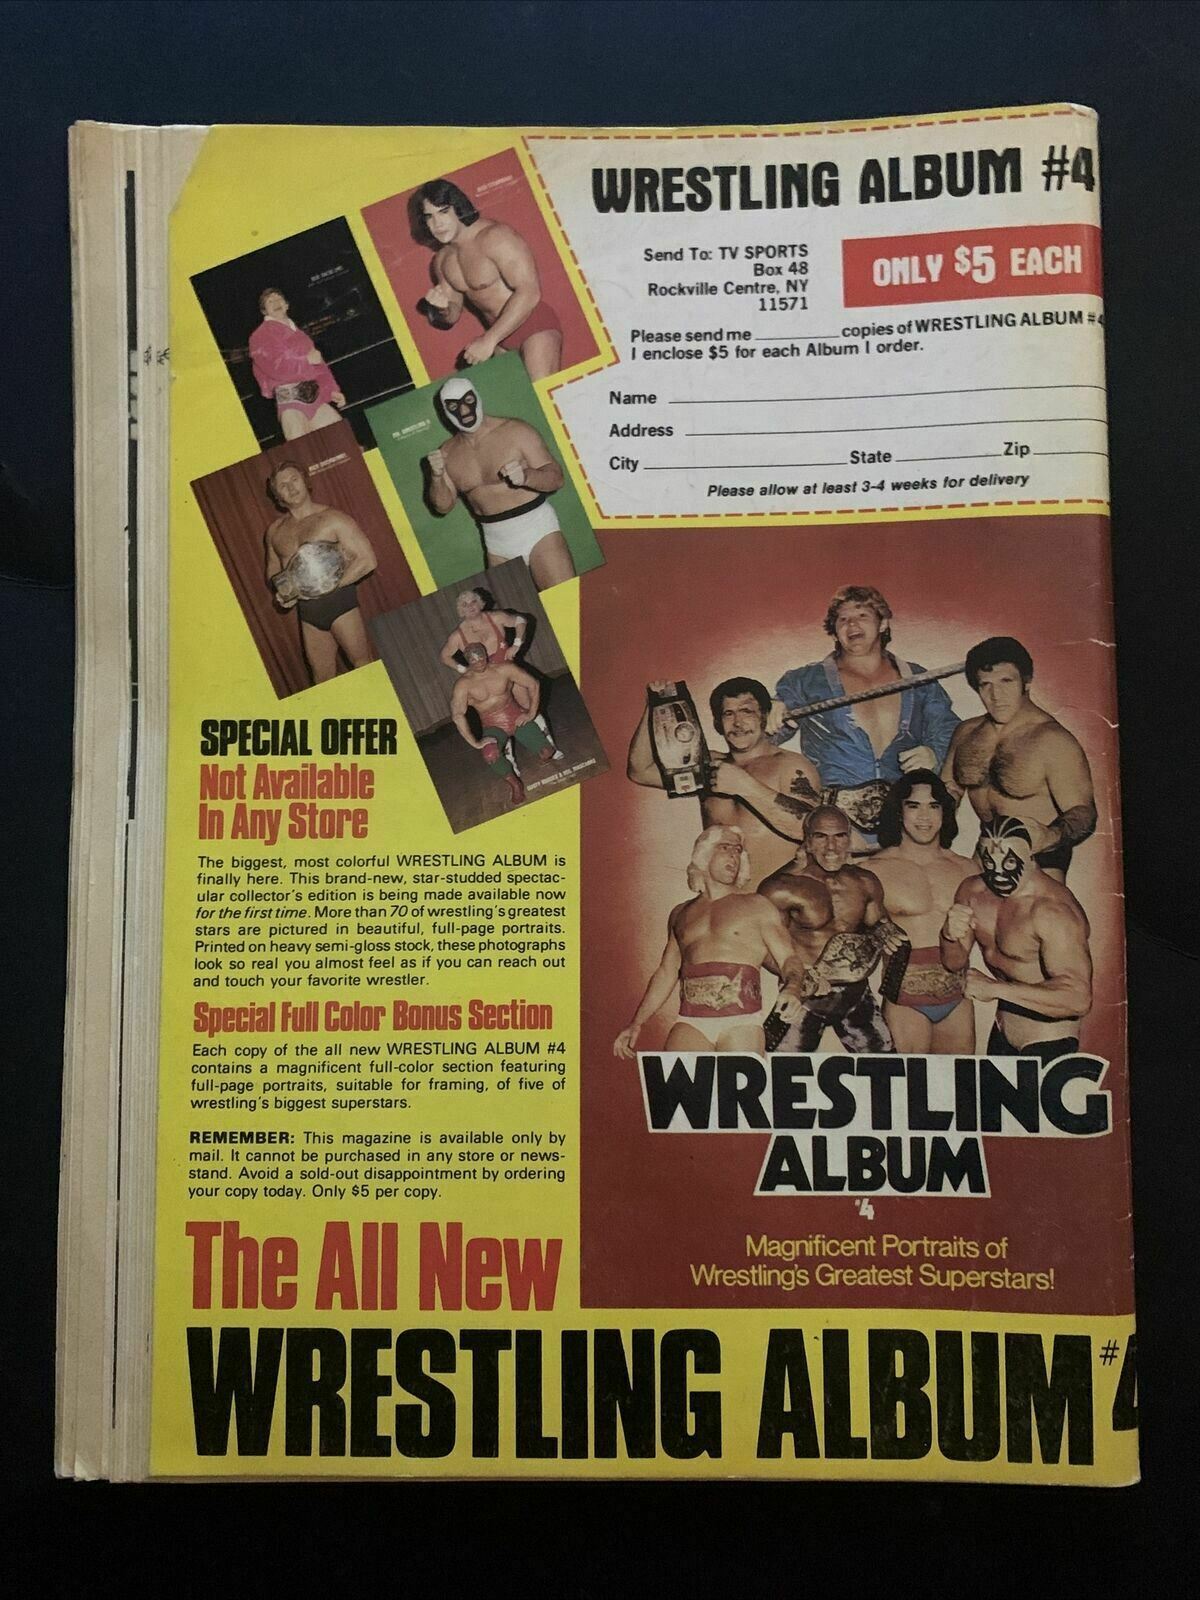 WRESTLING ALBUM #4
Send To: TV SPORTS
Box 48
Rockville Centre, NY
11571
ONLY $5 EACH
Please send me ________ copies of WRESTLING ALBUM #4
I enclose $5 for each Album I order.
Name
Address
City State Zip
Please allow at least 3-4 weeks for delivery
MR. WRESTLING II
SPECIAL OFFER
Not Available
In Any Store
The biggest, most colorful WRESTLING ALBUM is
finally here. This brand-new, star-studded spectac-
ular collector's edition is being made available now
for the first time. More than 70 of wrestling's greatest
stars are pictured in beautiful, full-page portraits.
Printed on heavy semi-gloss stock, these photographs
look so real you almost feel as if you can reach out
and touch your favorite wrestler.
Special Full Color Bonus Section
Each copy of the all new WRESTLING ALBUM #4
contains a magnificent full-color section featuring
full-page portraits, suitable for framing, of five of
wrestling's biggest superstars.
REMEMBER: This magazine is available only by
mail. It cannot be purchased in any store or news-
stand. Avoid a sold-out disappointment by ordering
your copy today. Only $5 per copy.
WRESTLING
ALBUM
#4
Magnificent Portraits of
Wrestling's Greatest Superstars!
The All New
WRESTLING ALBUM #4